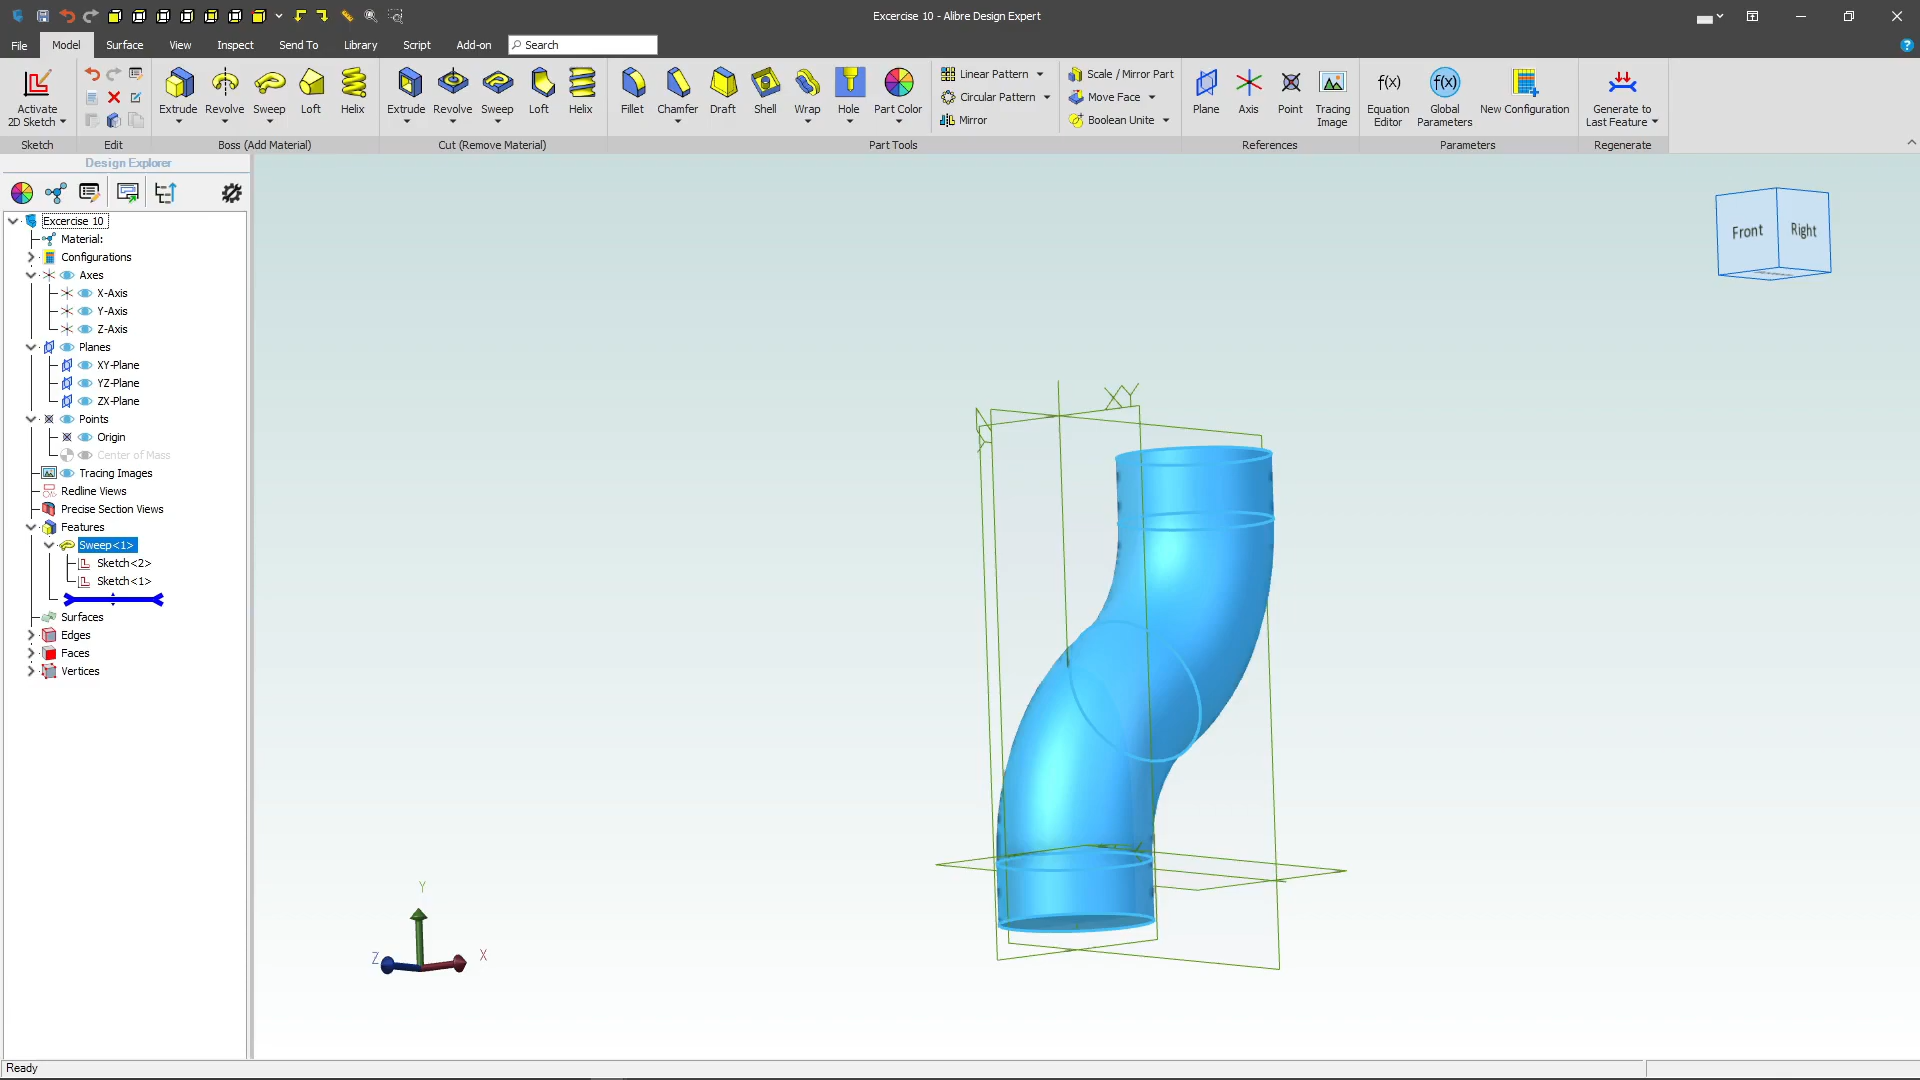 Excercise 10 - Alibre Design Expert
File
Model
Surface
View
Inspect
Send To
Library
Script
Add-on
Search
Activate
2D Sketch
Sketch
Edit
Extrude
Revolve
Sweep
Loft
Helix
Boss (Add Material)
Extrude
Revolve
Sweep
Loft
Helix
Cut (Remove Material)
Fillet
Chamfer
Draft
Shell
Wrap
Hole
Part Color
Linear Pattern
Circular Pattern
Mirror
Scale / Mirror Part
Move Face
Boolean Unite
Part Tools
Plane
Axis
Point
Tracing
Image
References
f(x)
Equation
Editor
f(x)
Global
Parameters
New Configuration
Parameters
Generate to
Last Feature
Regenerate
Design Explorer
Excercise 10
Material:
Configurations
Axes
X-Axis
Y-Axis
Z-Axis
Planes
XY-Plane
YZ-Plane
ZX-Plane
Points
Origin
Center of Mass
Tracing Images
Redline Views
Precise Section Views
Features
Sweep<1>
Sketch<2>
Sketch<1>
Surfaces
Edges
Faces
Vertices
Front
Right
XY
Y
Z
X
Ready